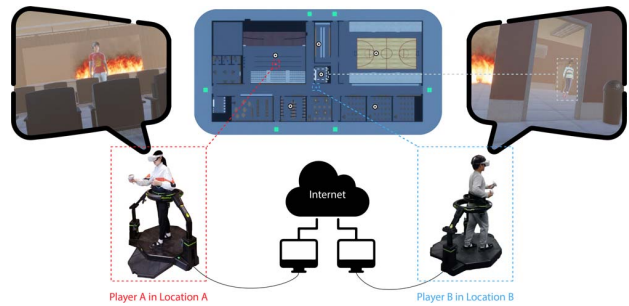 Internet
Player A in Location A
Player B in Location B